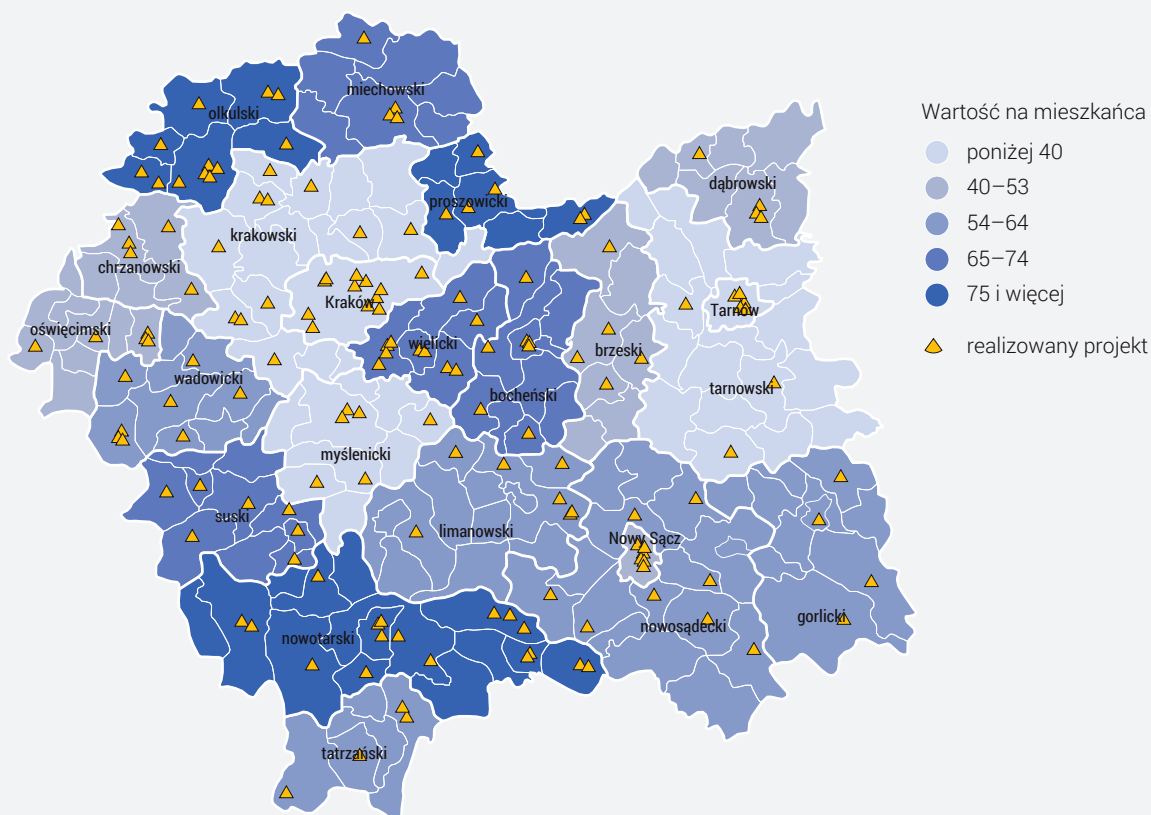 Wartość na mieszkańca
poniżej 40
40–53
54–64
65–74
75 i więcej
realizowany projekt
miechowski
olkulski
dąbrowski
proszowicki
krakowski
chrzanowski
Kraków
Tarnów
oświęcimski
wielicki
brzeski
wadowicki
tarnowski
bocheński
myślenicki
suski
limanowski
Nowy Sącz
gorlicki
nowosądecki
nowotarski
tatrzański